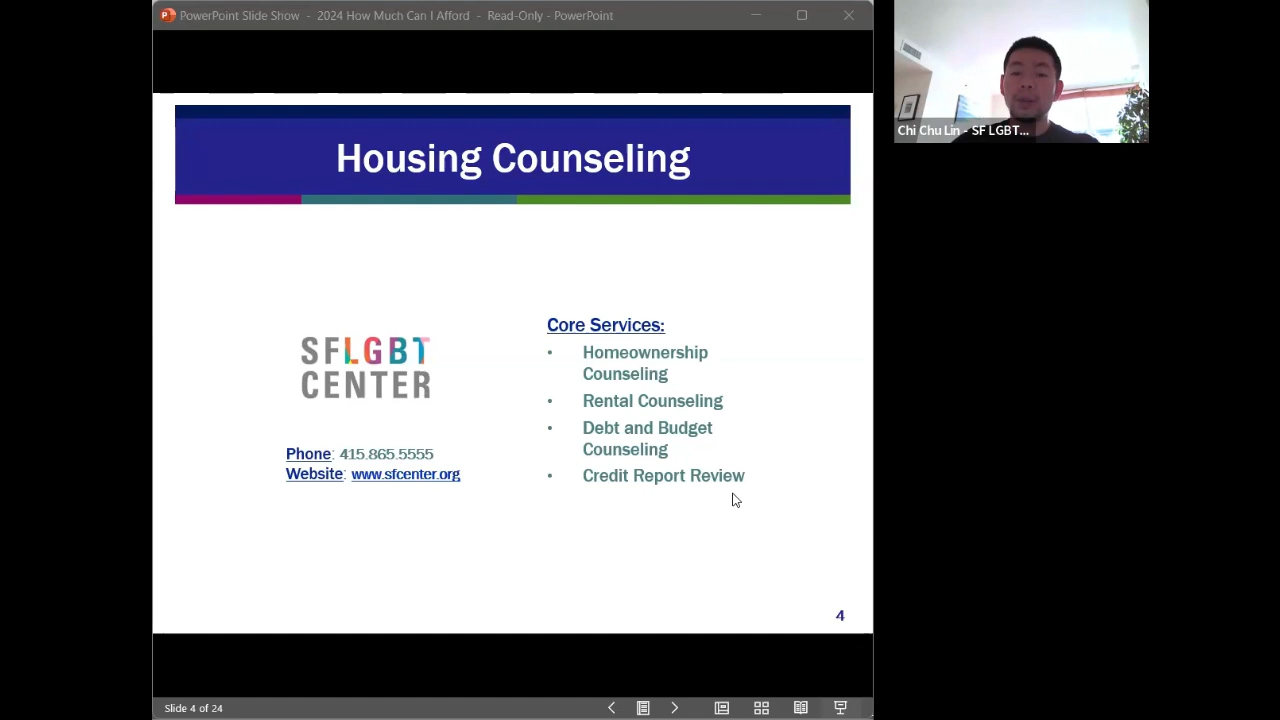 PowerPoint Slide Show - 2024 How Much Can I Afford - Read-Only - PowerPoint
Chi Chu Lin - SF LGBT...
Housing Counseling
SFLGBT
CENTER
Phone: 415.865.5555
Website: www.sfcenter.org
Core Services:
• Homeownership
Counseling
• Rental Counseling
• Debt and Budget
Counseling
• Credit Report Review
4
Slide 4 of 24